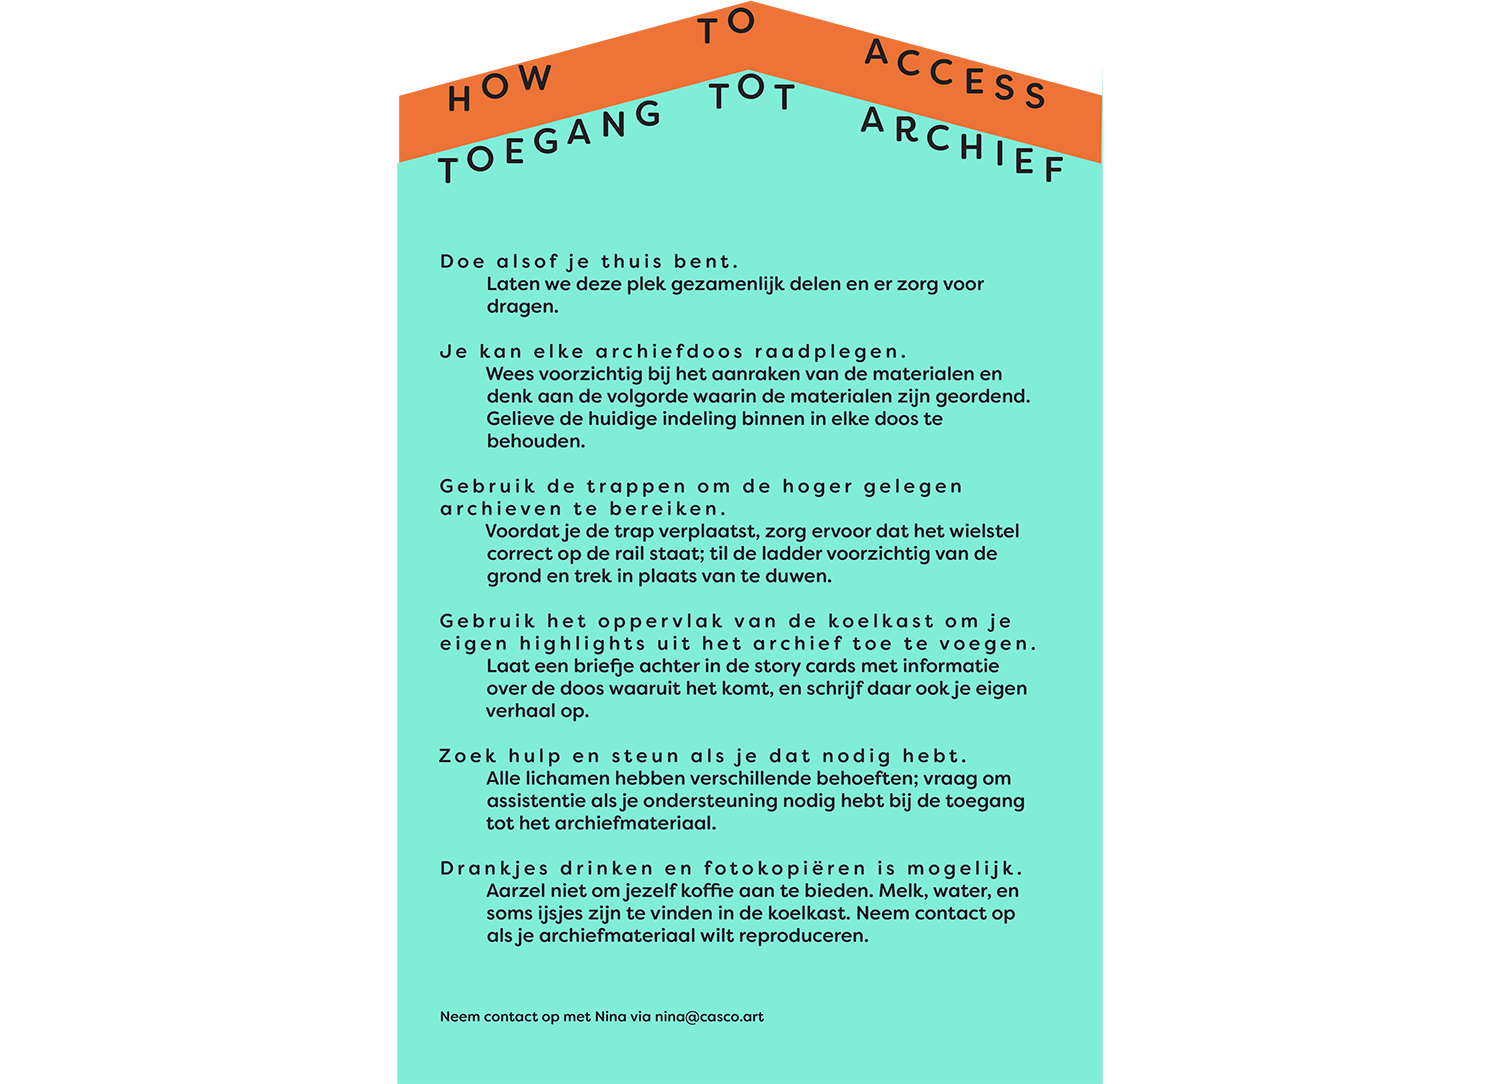 HOW TO ACCESS
TOEGANG TOT ARCHIEF
Doe alsof je thuis bent.
Laten we deze plek gezamenlijk delen en er zorg voor
dragen.
Je kan elke archiefdoos raadplegen.
Wees voorzichtig bij het aanraken van de materialen en
denk aan de volgorde waarin de materialen zijn geordend.
Gelieve de huidige indeling binnen in elke doos te
behouden.
Gebruik de trappen om de hoger gelegen
archieven te bereiken.
Voordat je de trap verplaatst, zorg ervoor dat het wielstel
correct op de rail staat; til de ladder voorzichtig van de
grond en trek in plaats van te duwen.
Gebruik het oppervlak van de koelkast om je
eigen highlights uit het archief toe te voegen.
Laat een briefje achter in de story cards met informatie
over de doos waaruit het komt, en schrijf daar ook je eigen
verhaal op.
Zoek hulp en steun als je dat nodig hebt.
Alle lichamen hebben verschillende behoeften; vraag om
assistentie als je ondersteuning nodig hebt bij de toegang
tot het archiefmateriaal.
Drankjes drinken en fotokopiëren is mogelijk.
Aarzel niet om jezelf koffie aan te bieden. Melk, water, en
soms ijsjes zijn te vinden in de koelkast. Neem contact op
als je archiefmateriaal wilt reproduceren.
Neem contact op met Nina via nina@casco.art